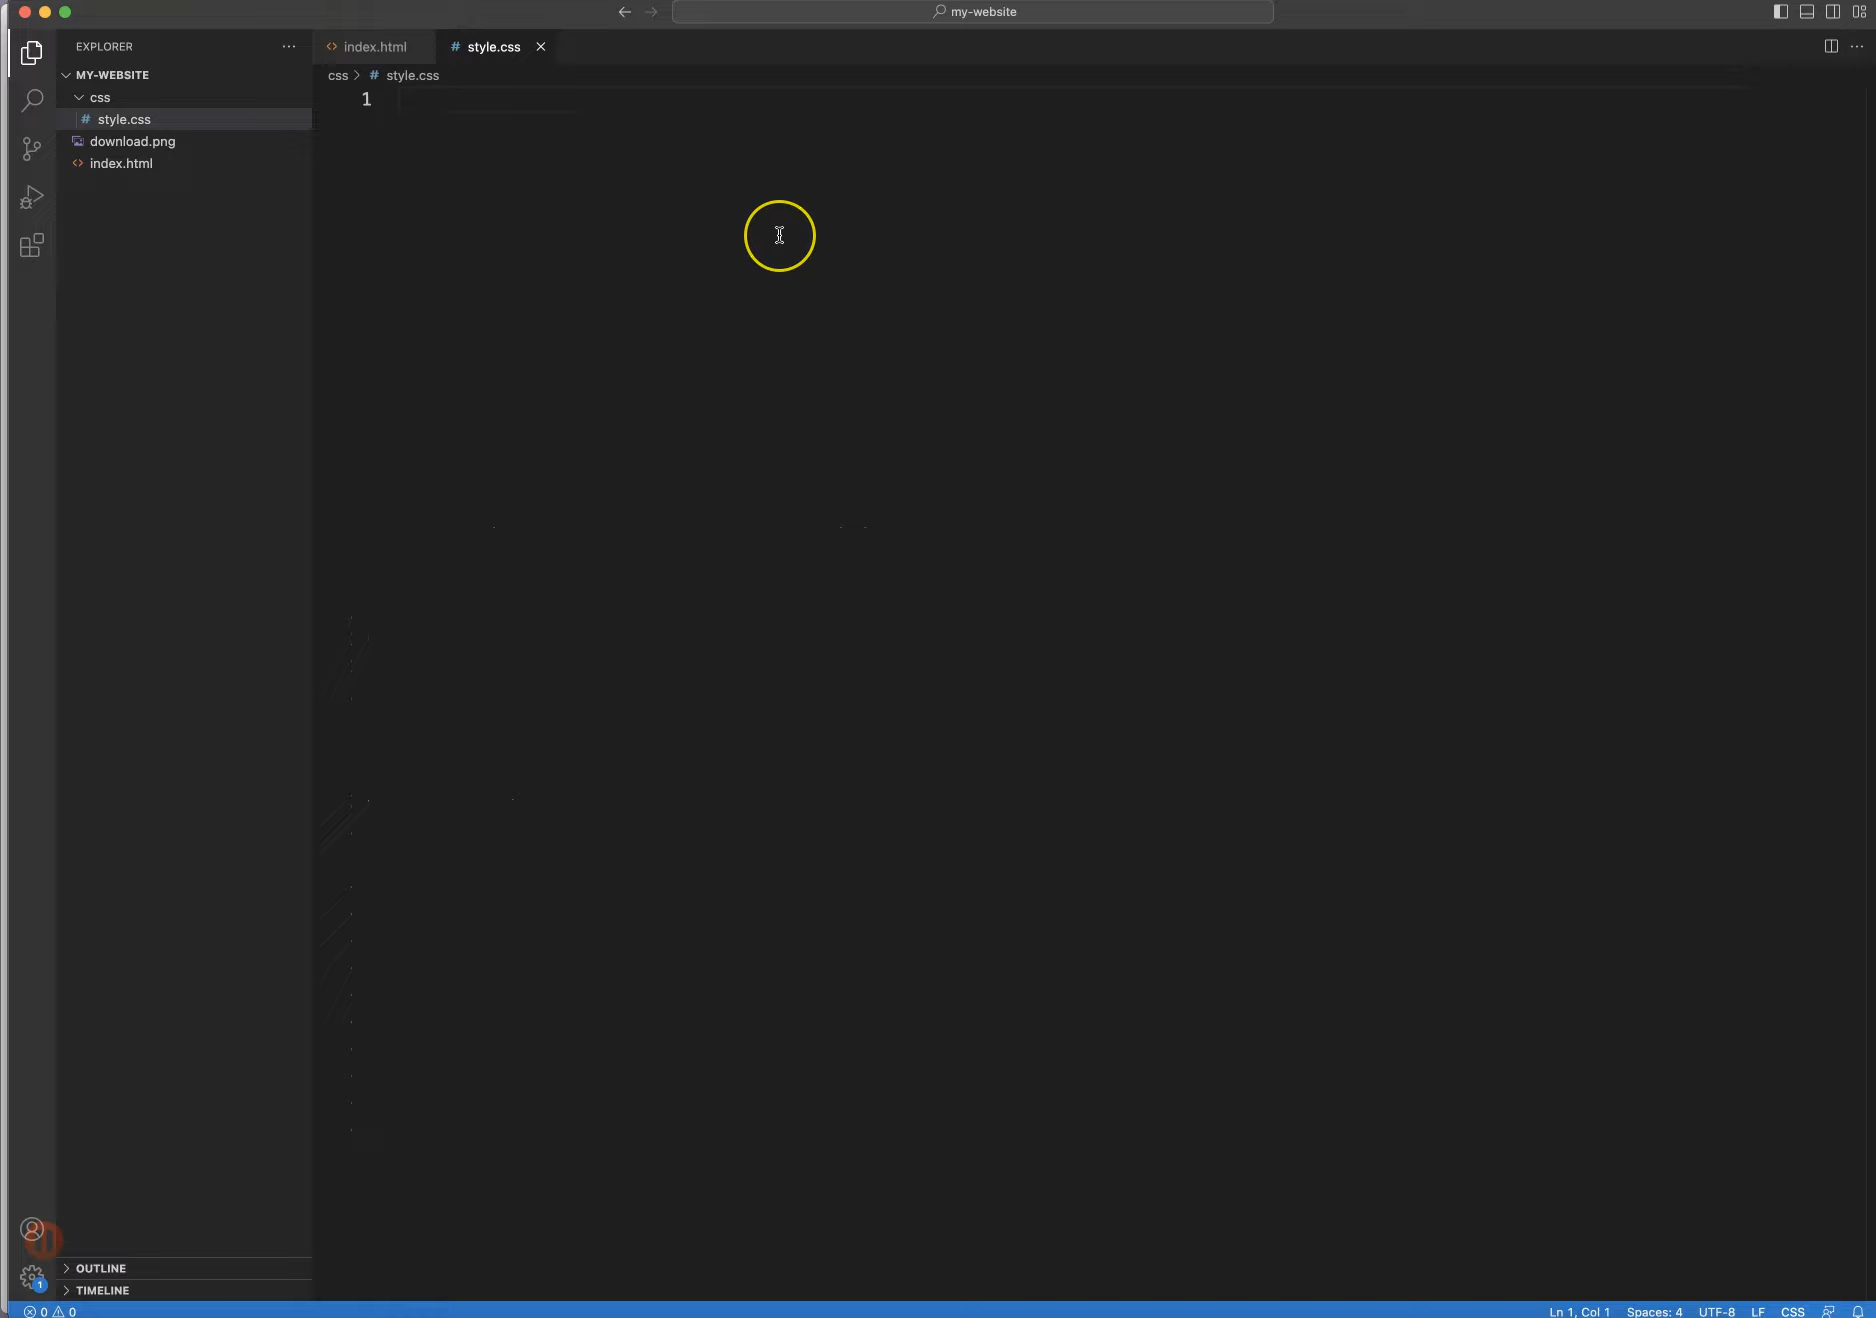 my-website
EXPLORER
index.html
style.css
MY-WEBSITE
css
style.css
download.png
index.html
css > # style.css
1
OUTLINE
TIMELINE
1
0 0
Ln 1, Col 1
Spaces: 4
UTF-8
LF
CSS